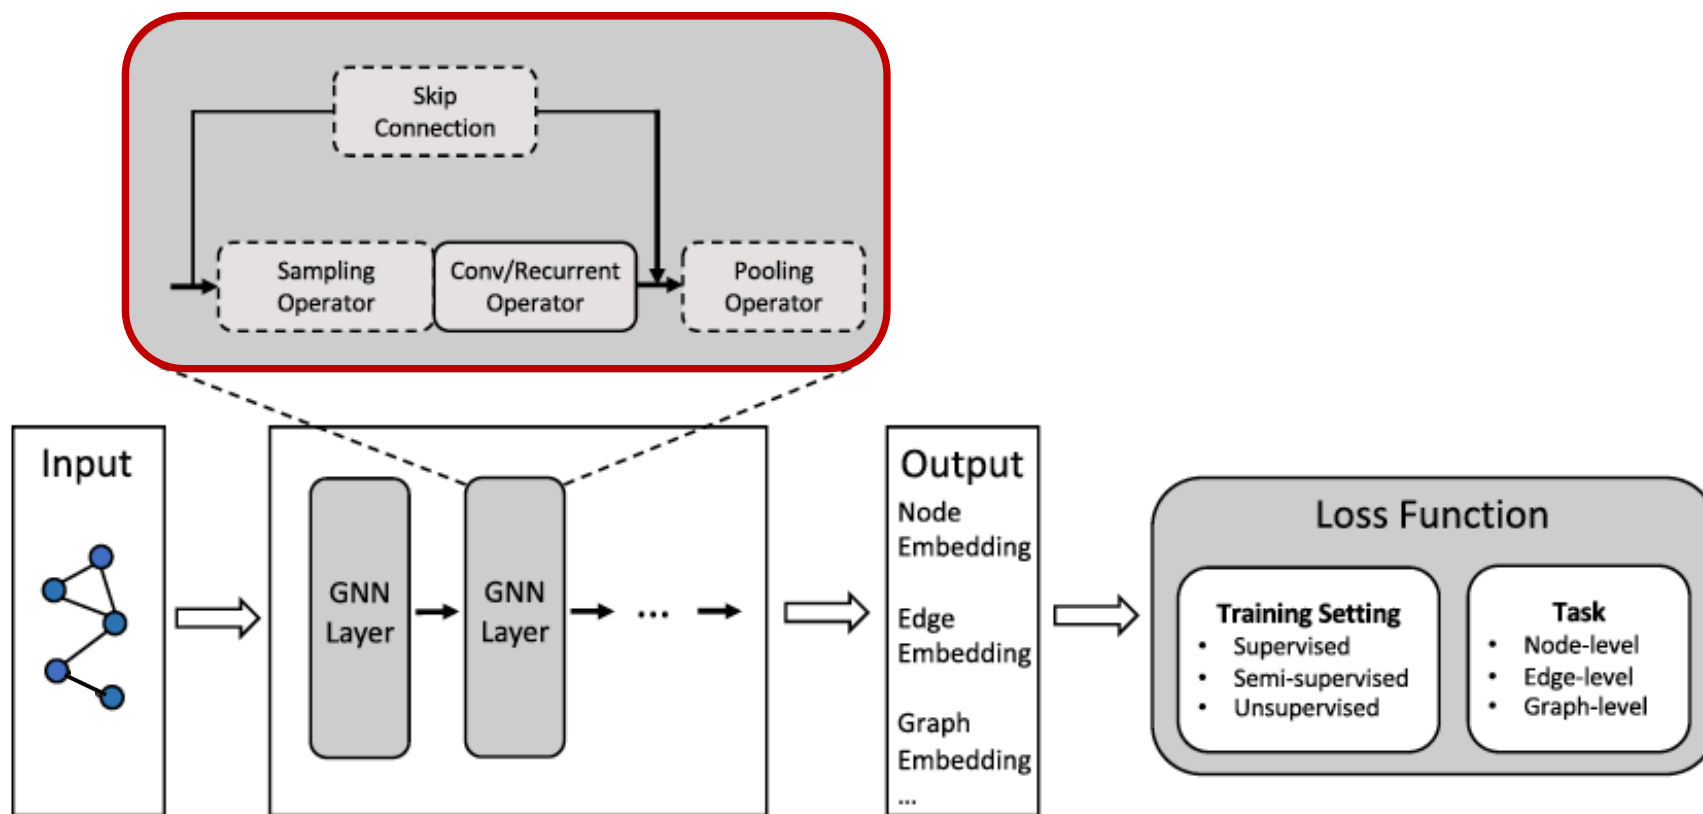 Skip
Connection
Sampling
Operator
Conv/Recurrent
Operator
Pooling
Operator
Input
GNN
Layer
GNN
Layer
...
Output
Node
Embedding
Edge
Embedding
Graph
Embedding
...
Loss Function
Training Setting
• Supervised
• Semi-supervised
• Unsupervised
Task
• Node-level
• Edge-level
• Graph-level